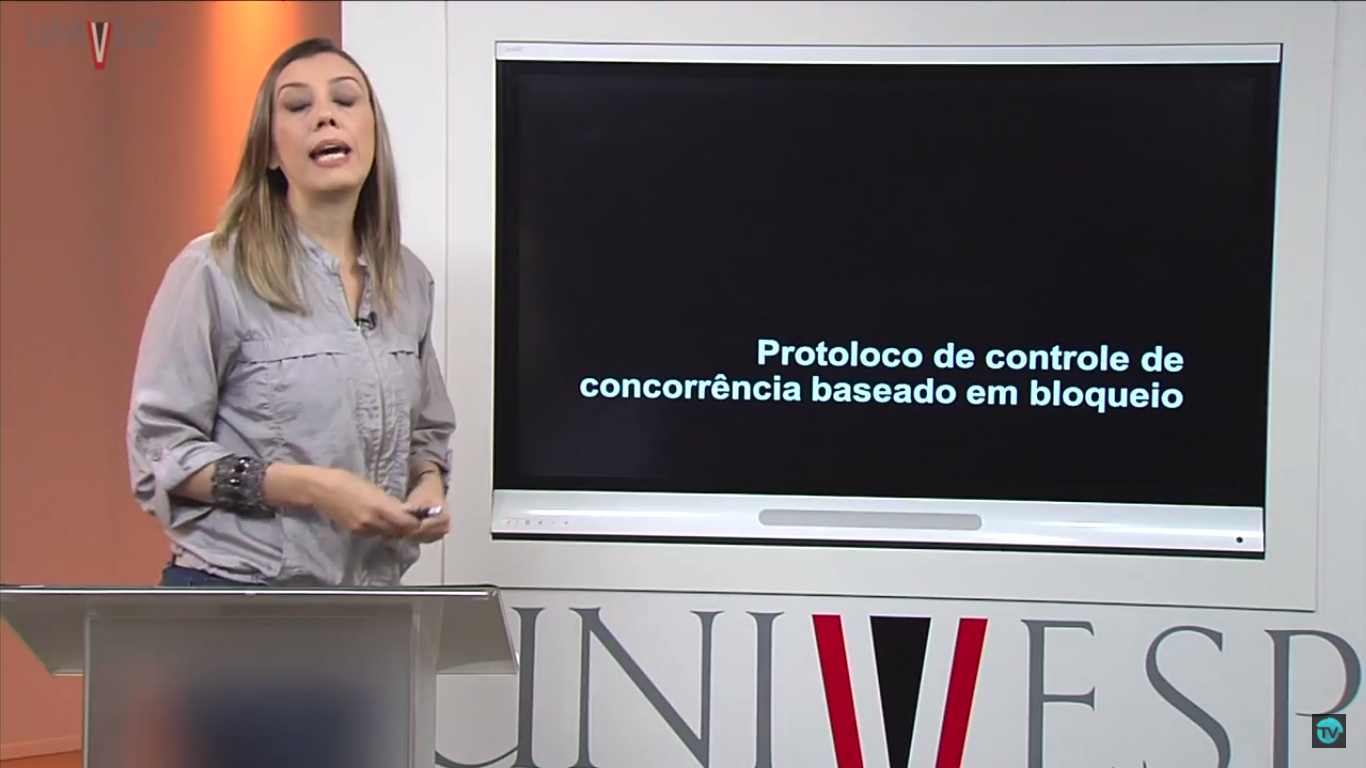 UNIVESP
Protoloco de controle de
concorrência baseado em bloqueio
UNIVESP
TV